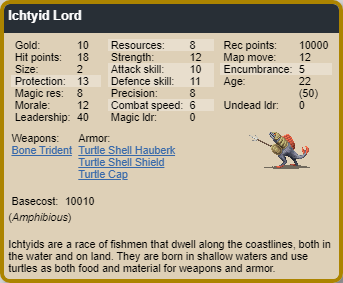 Ichtyid Lord
Gold: 10 Resources: 8 Rec points: 10000
Hit points: 18 Strength: 12 Map move: 12
Size: 2 Attack skill: 10 Encumbrance: 5
Protection: 13 Defence skill: 11 Age: 22
Magic res: 8 Precision: 8 (50)
Morale: 12 Combat speed: 6 Undead ldr: 0
Leadership: 40 Magic ldr: 0
Weapons: Armor:
Bone Trident Turtle Shell Hauberk
Turtle Shell Shield
Turtle Cap
Basecost: 10010
(Amphibious)
Ichtyids are a race of fishmen that dwell along the coastlines, both in
the water and on land. They are born in shallow waters and use
turtles as both food and material for weapons and armor.